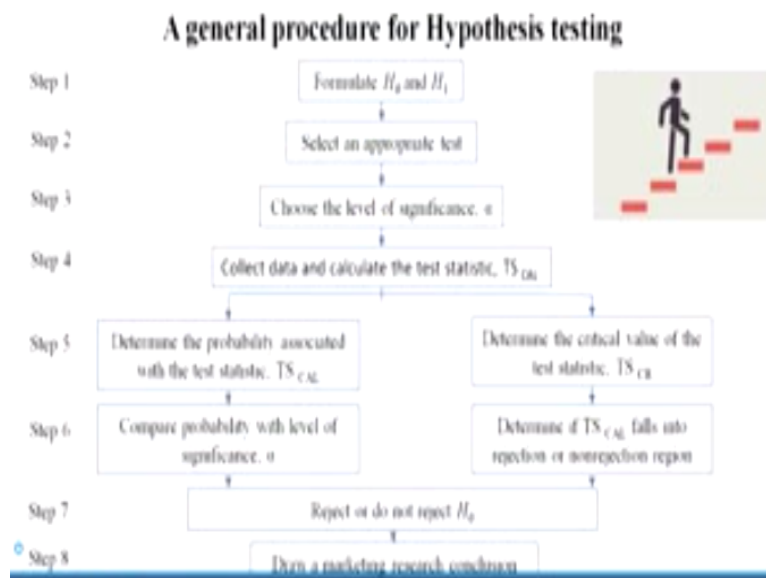 A general procedure for Hypothesis testing
Step 1
Formulate H₀ and H₁
Step 2
Select an appropriate test
Step 3
Choose the level of significance, α
Step 4
Collect data and calculate the test statistic, TS CAL
Step 5
Determine the probability associated
with the test statistic, TS CAL
Determine the critical value of the
test statistic, TS CR
Step 6
Compare probability with level of
significance, α
Determine if TS CAL falls into
rejection or nonrejection region
Step 7
Reject or do not reject H₀
Step 8
Draw a marketing research conclusion